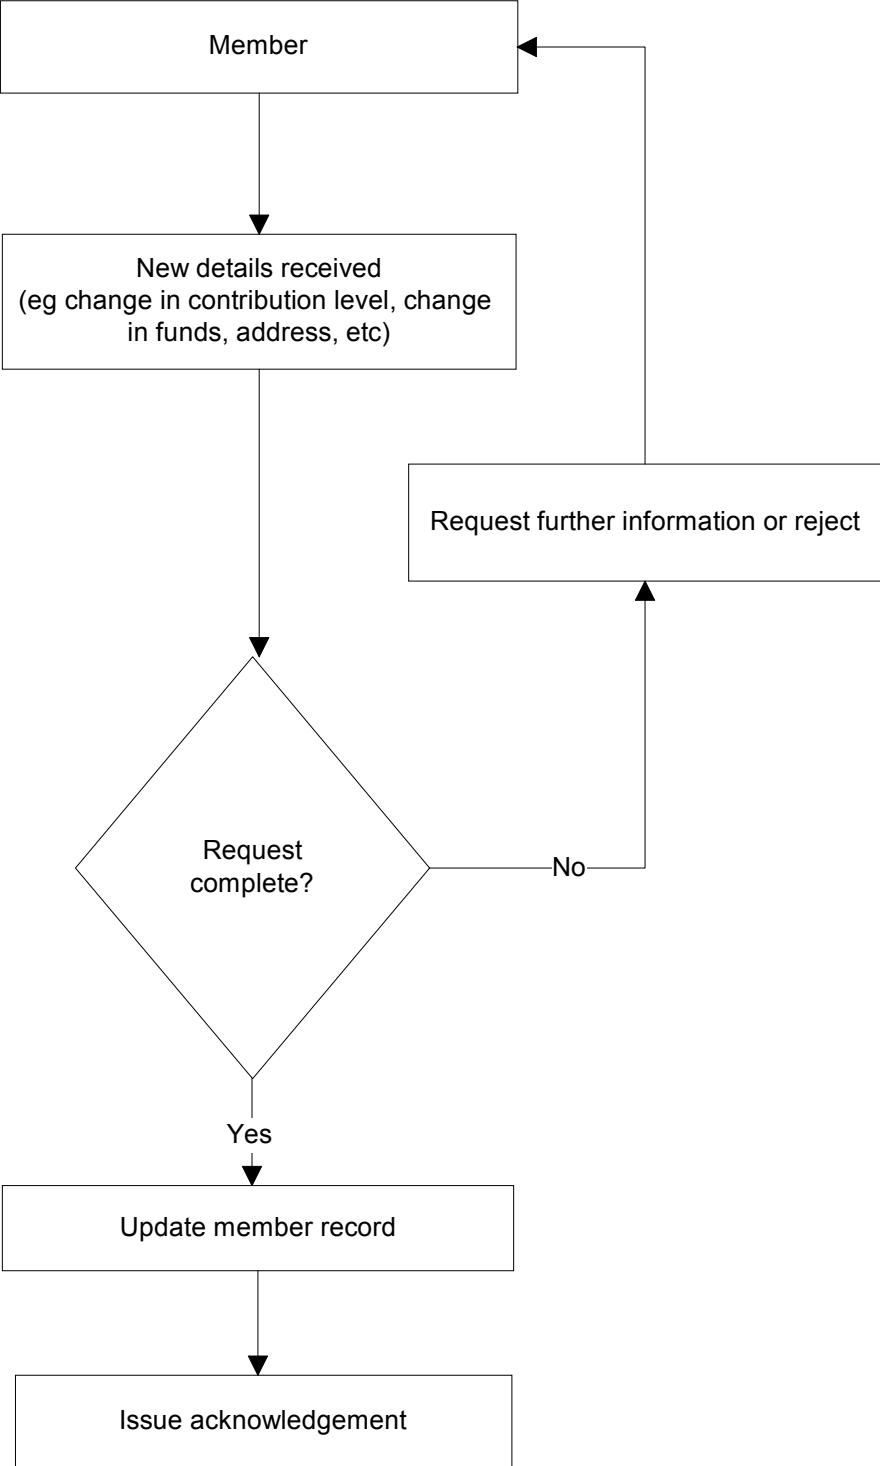 Member
New details received
(eg change in contribution level, change
in funds, address, etc)
Request further information or reject
Request
complete?
No
Yes
Update member record
Issue acknowledgement